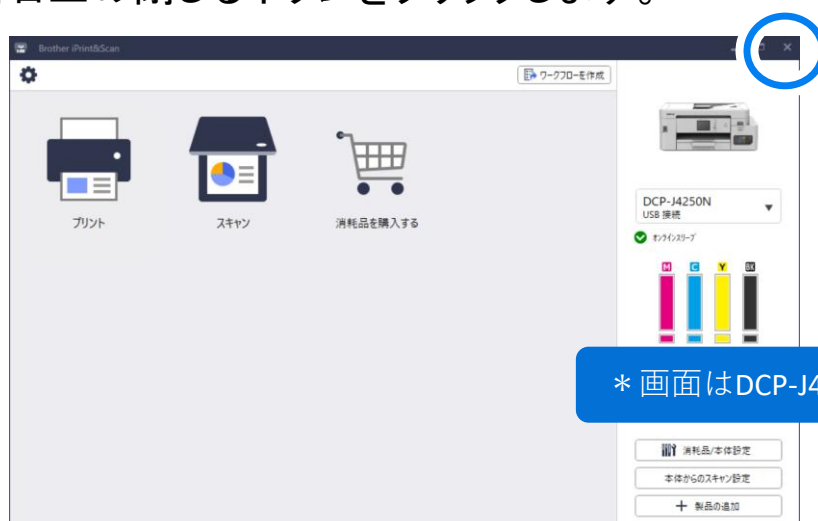 右上の閉じるボタンをクリックします。
Brother iPrint&Scan
ワークフローを作成
プリント
スキャン
消耗品を購入する
DCP-J4250N
USB 接続
オンラインスリープ
M C Y BK
＊画面はDCP-J4
消耗品/本体設定
本体からのスキャン設定
製品の追加